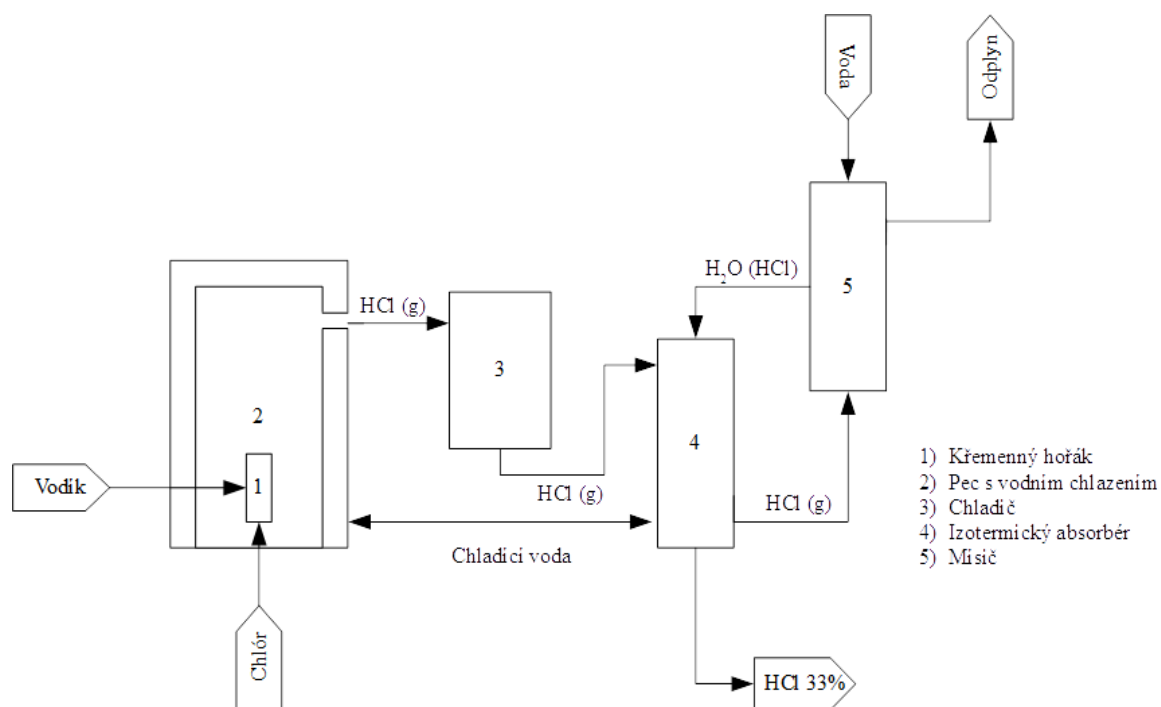 Voda
Odplyn
H₂O (HCl)
5
HCl (g)
3
2
4
1) Křemenný hořák
2) Pec s vodním chlazením
3) Chladič
4) Izotermický absorbér
5) Mísič
Vodík
1
HCl (g)
HCl (g)
Chladící voda
Chlór
HCl 33%